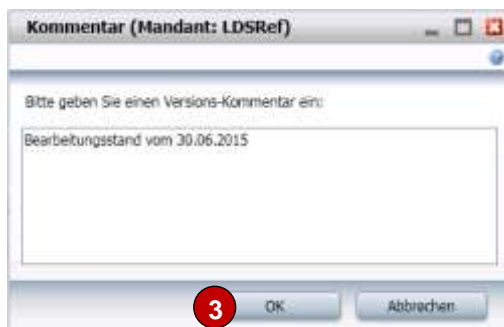 Kommentar (Mandant: LDSRef)
Bitte geben Sie einen Versions-Kommentar ein:
Bearbeitungsstand vom 30.06.2015
3 OK Abbrechen